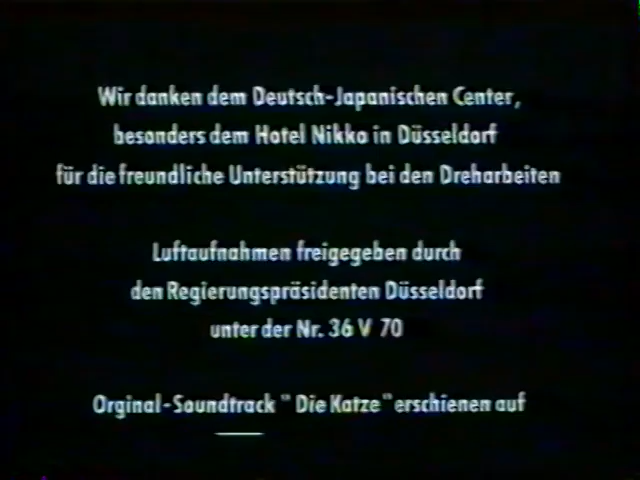 Wir danken dem Deutsch-Japanischen Center,
besonders dem Hotel Nikko in Düsseldorf
für die freundliche Unterstützung bei den Dreharbeiten
Luftaufnahmen freigegeben durch
den Regierungspräsidenten Düsseldorf
unter der Nr. 36 V 70
Orginal-Soundtrack "Die Katze" erschienen auf